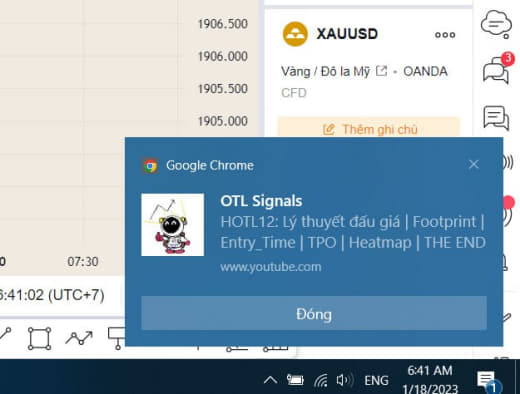 1906.500
1906.000
1905.500
1905.000
XAUUSD
Vàng / Đô la Mỹ • OANDA
CFD
Thêm ghi chú
3
Google Chrome
OTL Signals
HOTL12: Lý thuyết đấu giá | Footprint |
Entry_Time | TPO | Heatmap | THE END
www.youtube.com
Đóng
0
07:30
6:41:02 (UTC+7)
ENG
6:41 AM
1/18/2023
1